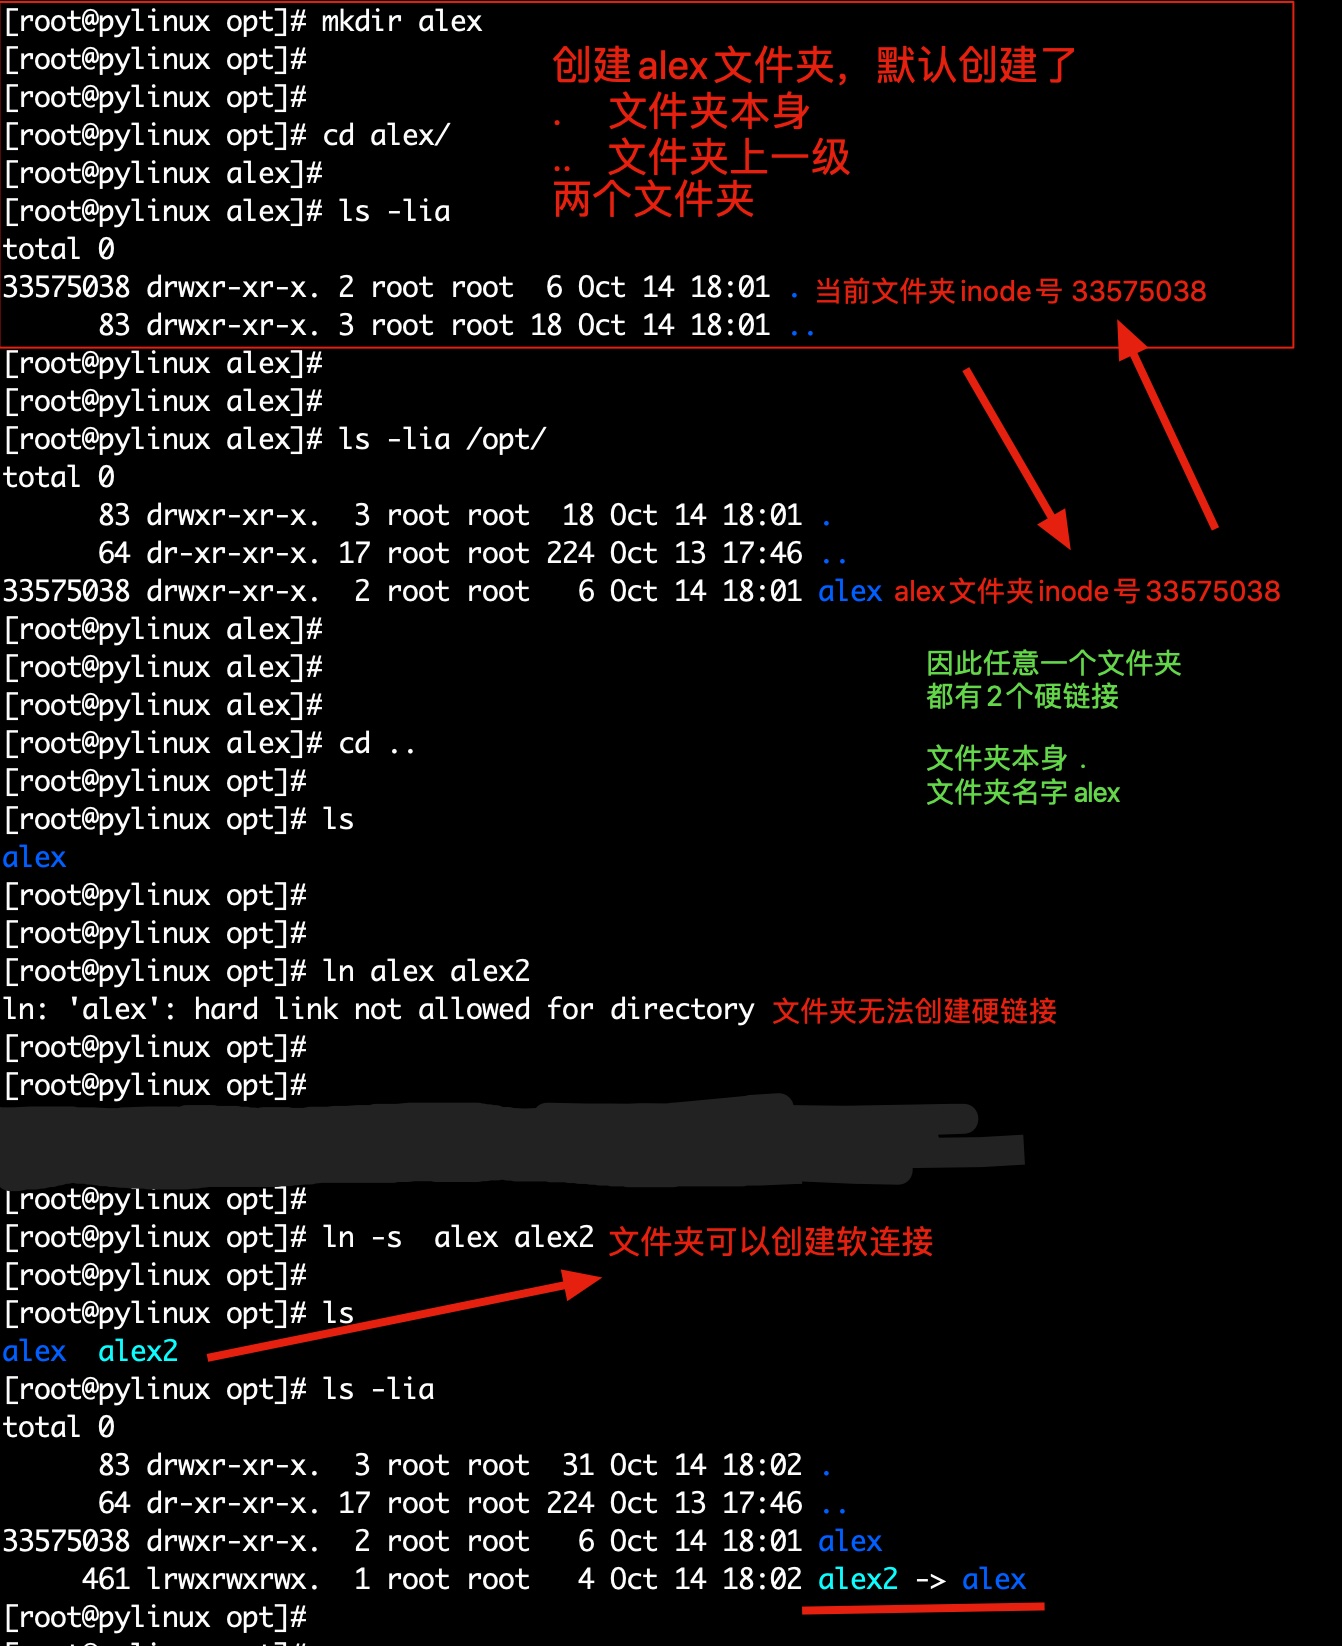 [root@pylinux opt]# mkdir alex
[root@pylinux opt]#
创建alex文件夹，默认创建了
[root@pylinux opt]#
. 文件夹本身
[root@pylinux opt]# cd alex/
.. 文件夹上一级
[root@pylinux alex]#
两个文件夹
[root@pylinux alex]# ls -lia
total 0
33575038 drwxr-xr-x. 2 root root  6 Oct 14 18:01 . 当前文件夹inode号 33575038
      83 drwxr-xr-x. 3 root root 18 Oct 14 18:01 ..
[root@pylinux alex]#
[root@pylinux alex]#
[root@pylinux alex]# ls -lia /opt/
total 0
      83 drwxr-xr-x.  3 root root  18 Oct 14 18:01 .
      64 dr-xr-xr-x. 17 root root 224 Oct 13 17:46 ..
33575038 drwxr-xr-x.  2 root root   6 Oct 14 18:01 alex alex文件夹inode号33575038
[root@pylinux alex]#
[root@pylinux alex]#
因此任意一个文件夹
[root@pylinux alex]#
都有2个硬链接
[root@pylinux alex]# cd ..
文件夹本身 .
[root@pylinux opt]#
文件夹名字 alex
[root@pylinux opt]# ls
alex
[root@pylinux opt]#
[root@pylinux opt]#
[root@pylinux opt]# ln alex alex2
ln: 'alex': hard link not allowed for directory 文件夹无法创建硬链接
[root@pylinux opt]#
[root@pylinux opt]#
[root@pylinux opt]#
[root@pylinux opt]# ln -s  alex alex2 文件夹可以创建软连接
[root@pylinux opt]#
[root@pylinux opt]# ls
alex  alex2
[root@pylinux opt]# ls -lia
total 0
      83 drwxr-xr-x.  3 root root  31 Oct 14 18:02 .
      64 dr-xr-xr-x. 17 root root 224 Oct 13 17:46 ..
33575038 drwxr-xr-x.  2 root root   6 Oct 14 18:01 alex
     461 lrwxrwxrwx.  1 root root   4 Oct 14 18:02 alex2 -> alex
[root@pylinux opt]#